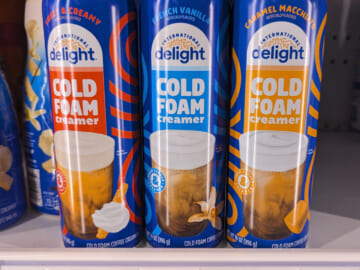 SWEET & CREAMY
INTERNATIONAL
delight
COLD
FOAM
creamer
COLD FOAM COFFEE CREAMER
FRENCH VANILLA
INTERNATIONAL
delight
COLD
FOAM
creamer
COLD FOAM COFFEE
CARAMEL MACCHIATO
INTERNATIONAL
delight
COLD
FOAM
creamer
COLD FOAM COFFEE CREAMER